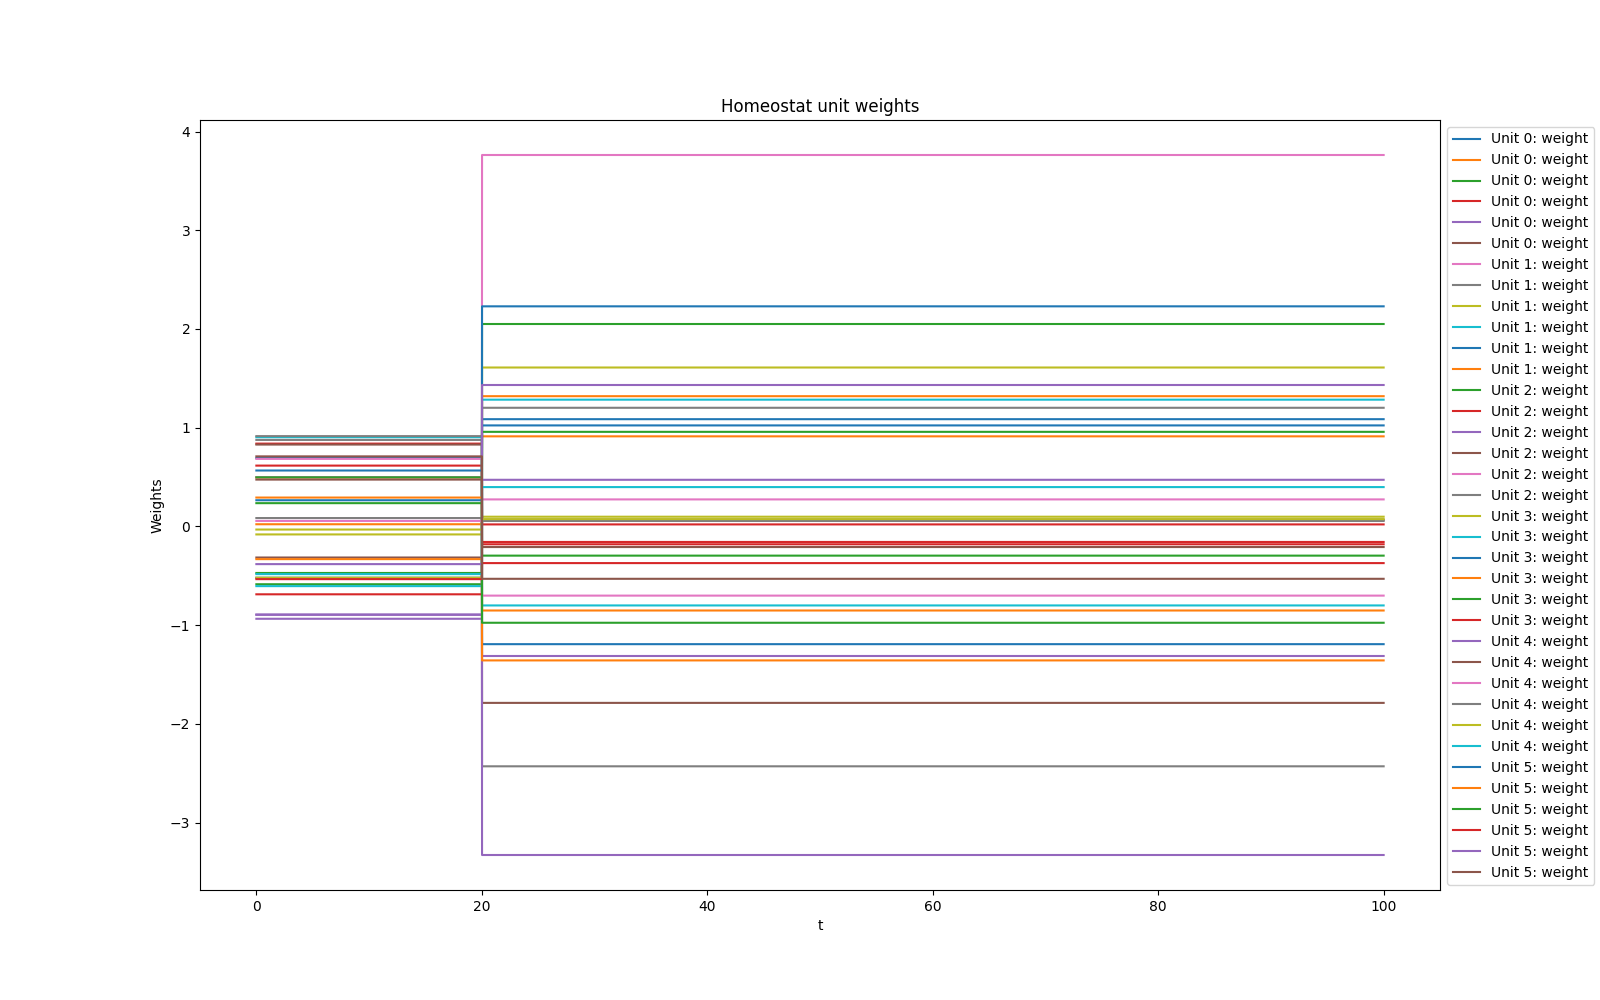 Homeostat unit weights
4
3
2
1
0
−1
−2
−3
Weights
0
20
40
60
80
100
t
Unit 0: weight
Unit 0: weight
Unit 0: weight
Unit 0: weight
Unit 0: weight
Unit 0: weight
Unit 1: weight
Unit 1: weight
Unit 1: weight
Unit 1: weight
Unit 1: weight
Unit 1: weight
Unit 2: weight
Unit 2: weight
Unit 2: weight
Unit 2: weight
Unit 2: weight
Unit 2: weight
Unit 3: weight
Unit 3: weight
Unit 3: weight
Unit 3: weight
Unit 3: weight
Unit 3: weight
Unit 4: weight
Unit 4: weight
Unit 4: weight
Unit 4: weight
Unit 4: weight
Unit 4: weight
Unit 5: weight
Unit 5: weight
Unit 5: weight
Unit 5: weight
Unit 5: weight
Unit 5: weight